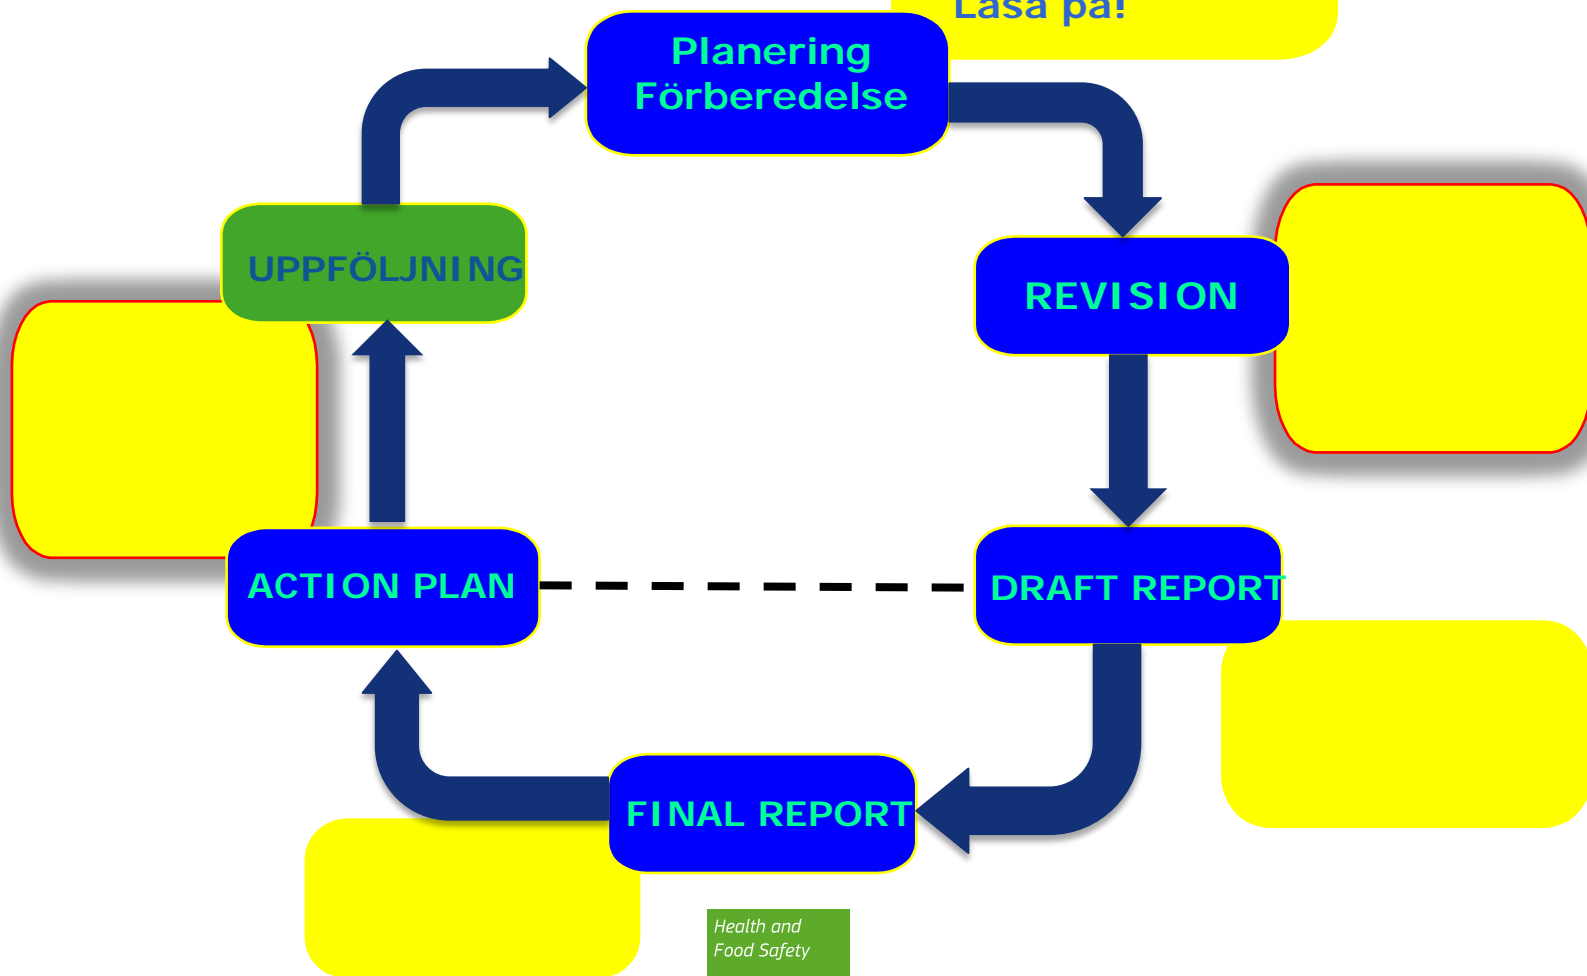 Läsa på!
Planering
Förberedelse
UPPFÖLJNING
REVISION
ACTION PLAN
DRAFT REPORT
FINAL REPORT
Health and
Food Safety